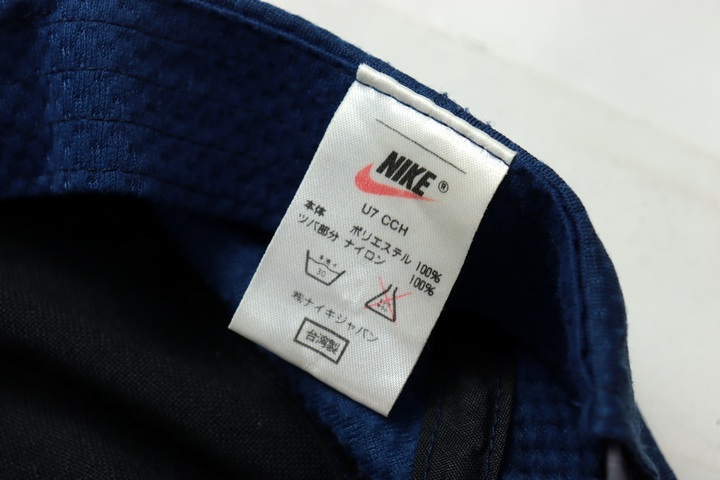 NIKE®
U7 CCH
本体 ポリエステル 100%
ツバ部分 ナイロン 100%
30
㈱ナイキジャパン
台湾製